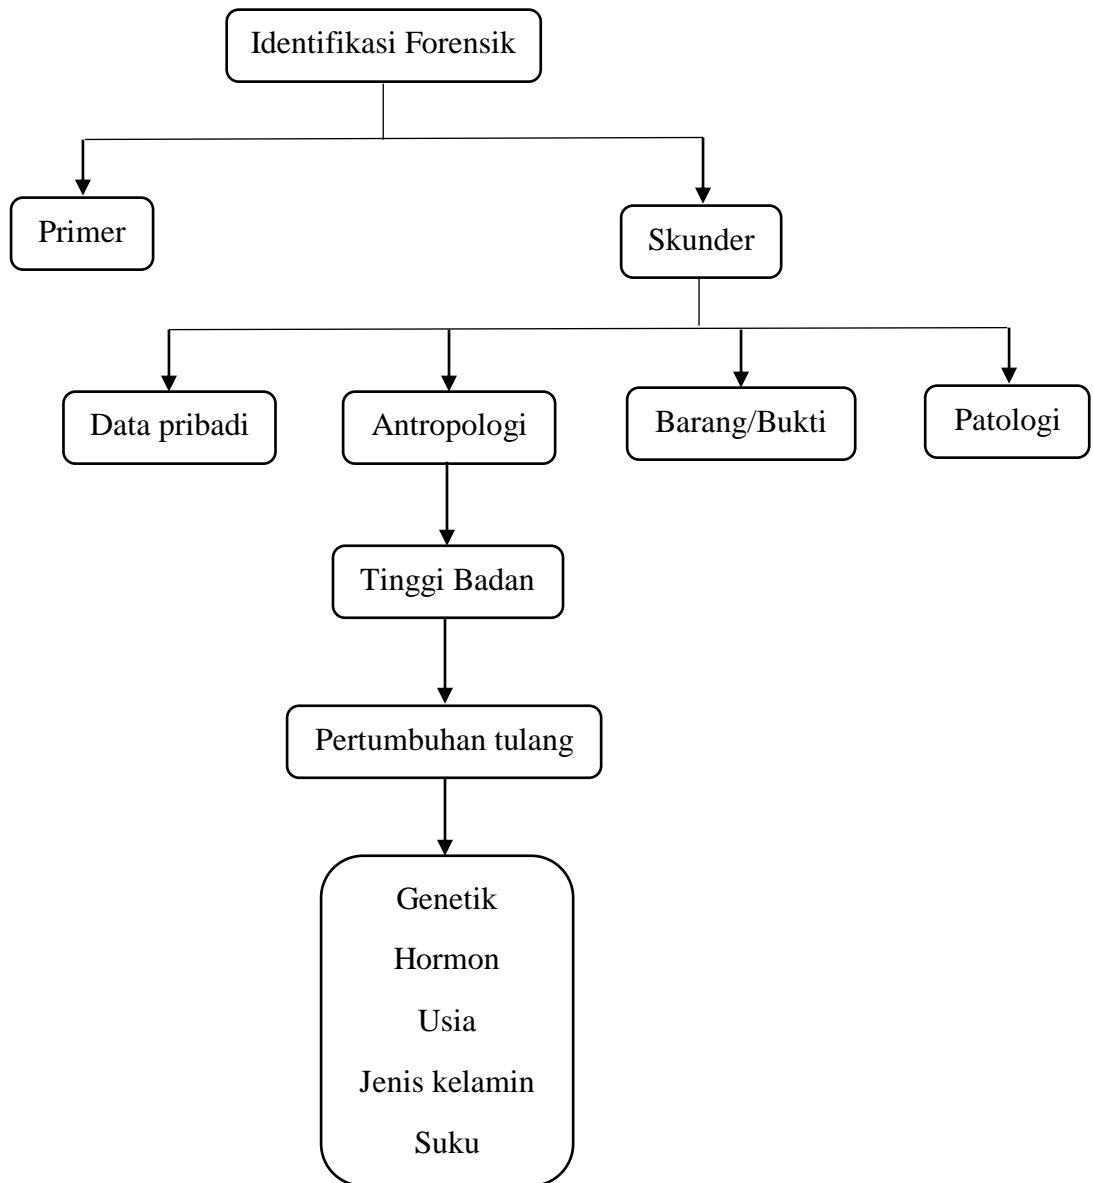 Identifikasi Forensik
Primer
Skunder
Data pribadi
Antropologi
Barang/Bukti
Patologi
Tinggi Badan
Pertumbuhan tulang
Genetik
Hormon
Usia
Jenis kelamin
Suku